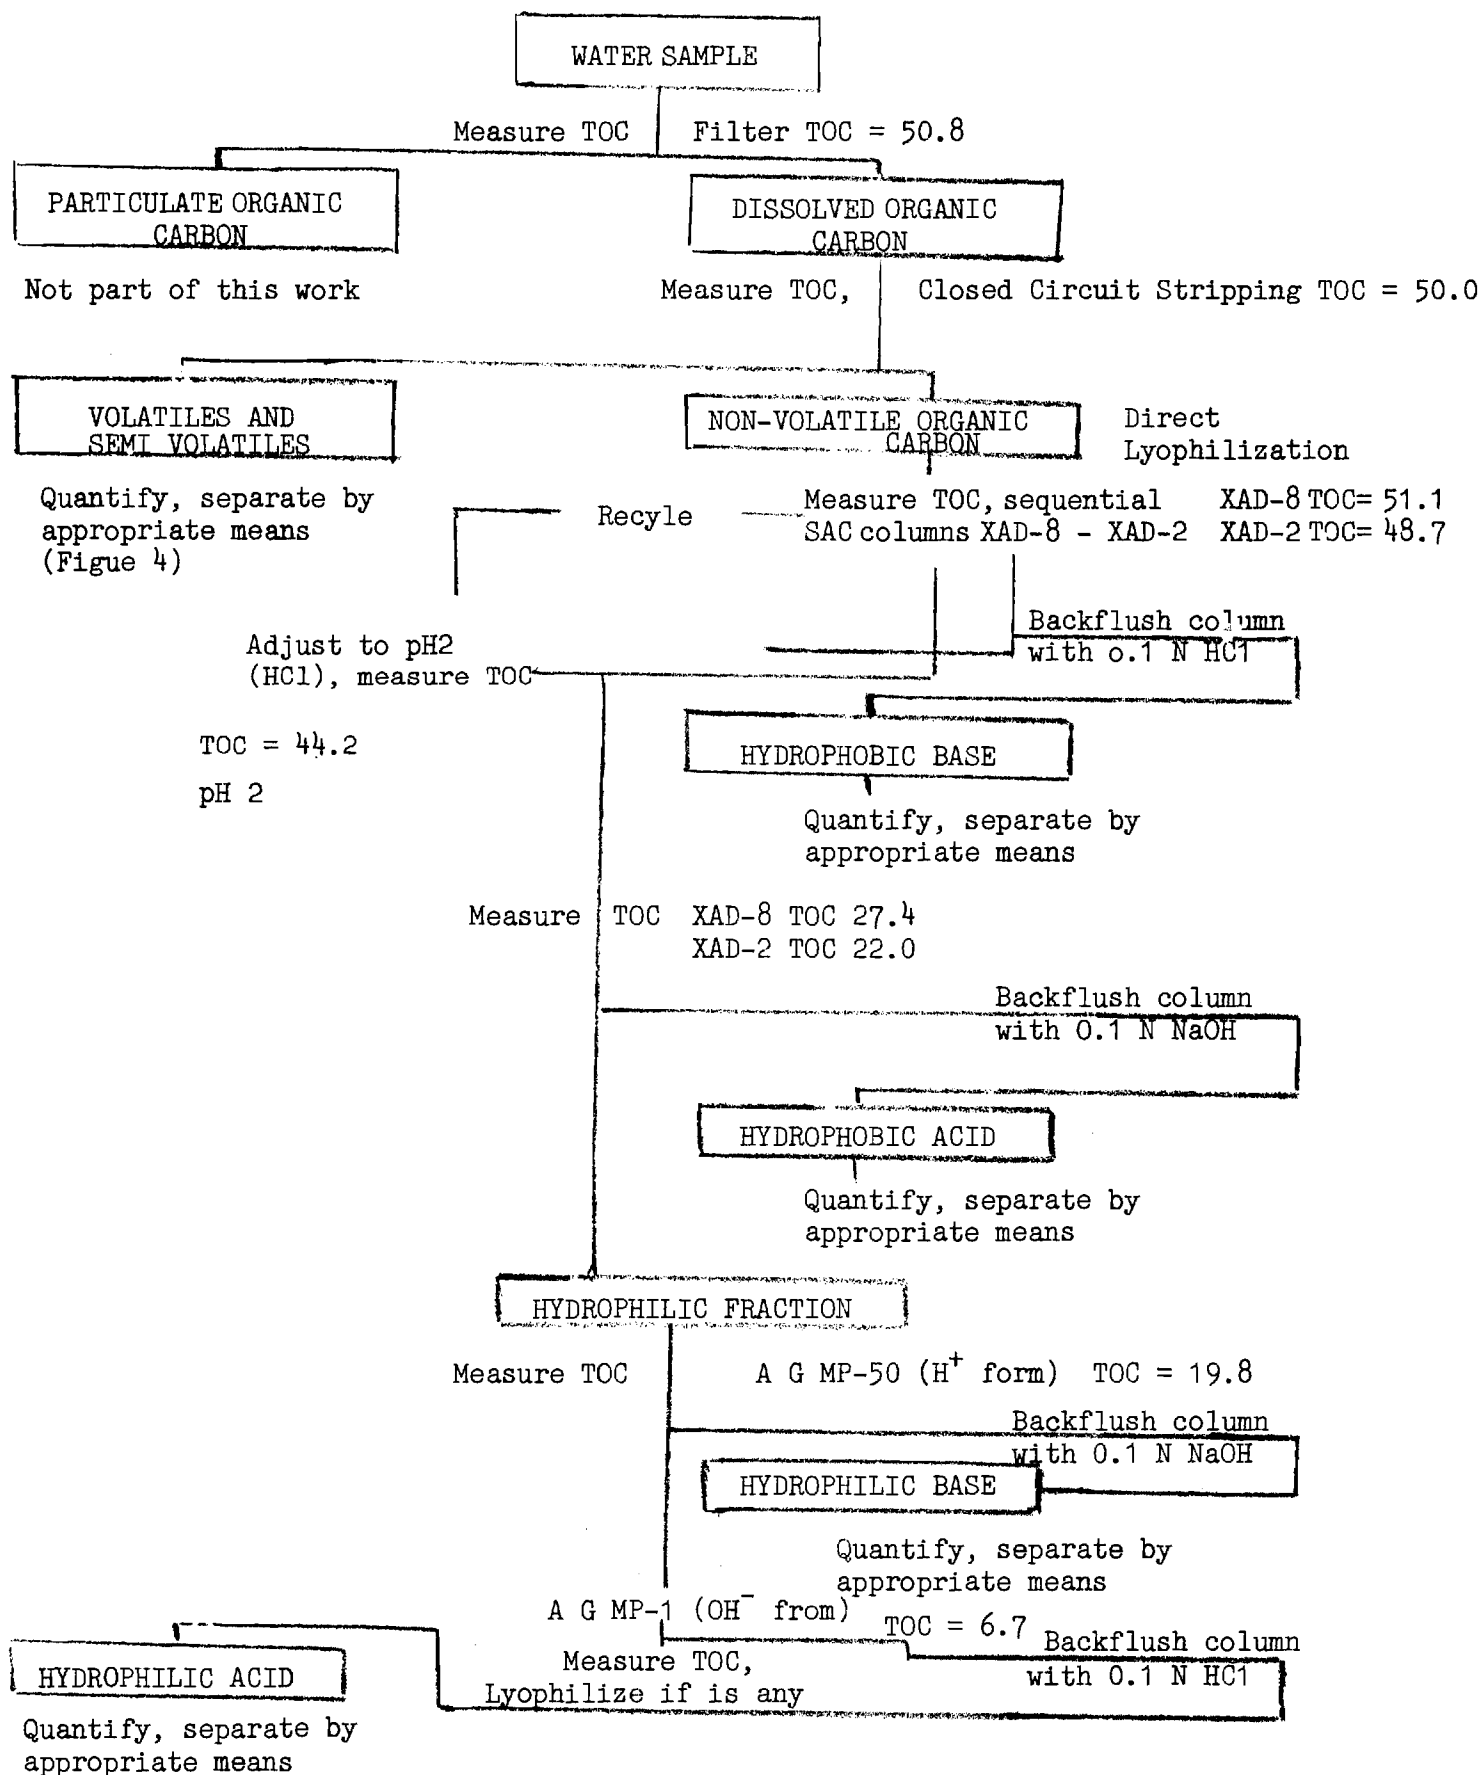 WATER SAMPLE
Measure TOC Filter TOC = 50.8
PARTICULATE ORGANIC
CARBON
DISSOLVED ORGANIC
CARBON
Not part of this work
Measure TOC, Closed Circuit Stripping TOC = 50.0
VOLATILES AND
SEMI VOLATILES
NON-VOLATILE ORGANIC
CARBON
Direct
Lyophilization
Quantify, separate by
appropriate means
(Figue 4)
Recyle
Measure TOC, sequential XAD-8 TOC= 51.1
SAC columns XAD-8 - XAD-2 XAD-2 TOC= 48.7
Backflush column
with o.1 N HCl
Adjust to pH2
(HCl), measure TOC
TOC = 44.2
pH 2
HYDROPHOBIC BASE
Quantify, separate by
appropriate means
Measure TOC XAD-8 TOC 27.4
XAD-2 TOC 22.0
Backflush column
with 0.1 N NaOH
HYDROPHOBIC ACID
Quantify, separate by
appropriate means
HYDROPHILIC FRACTION
Measure TOC A G MP-50 (H⁺ form) TOC = 19.8
Backflush column
with 0.1 N NaOH
HYDROPHILIC BASE
Quantify, separate by
appropriate means
A G MP-1 (OH⁻ from)
TOC = 6.7
Backflush column
with 0.1 N HCl
Measure TOC,
Lyophilize if is any
HYDROPHILIC ACID
Quantify, separate by
appropriate means